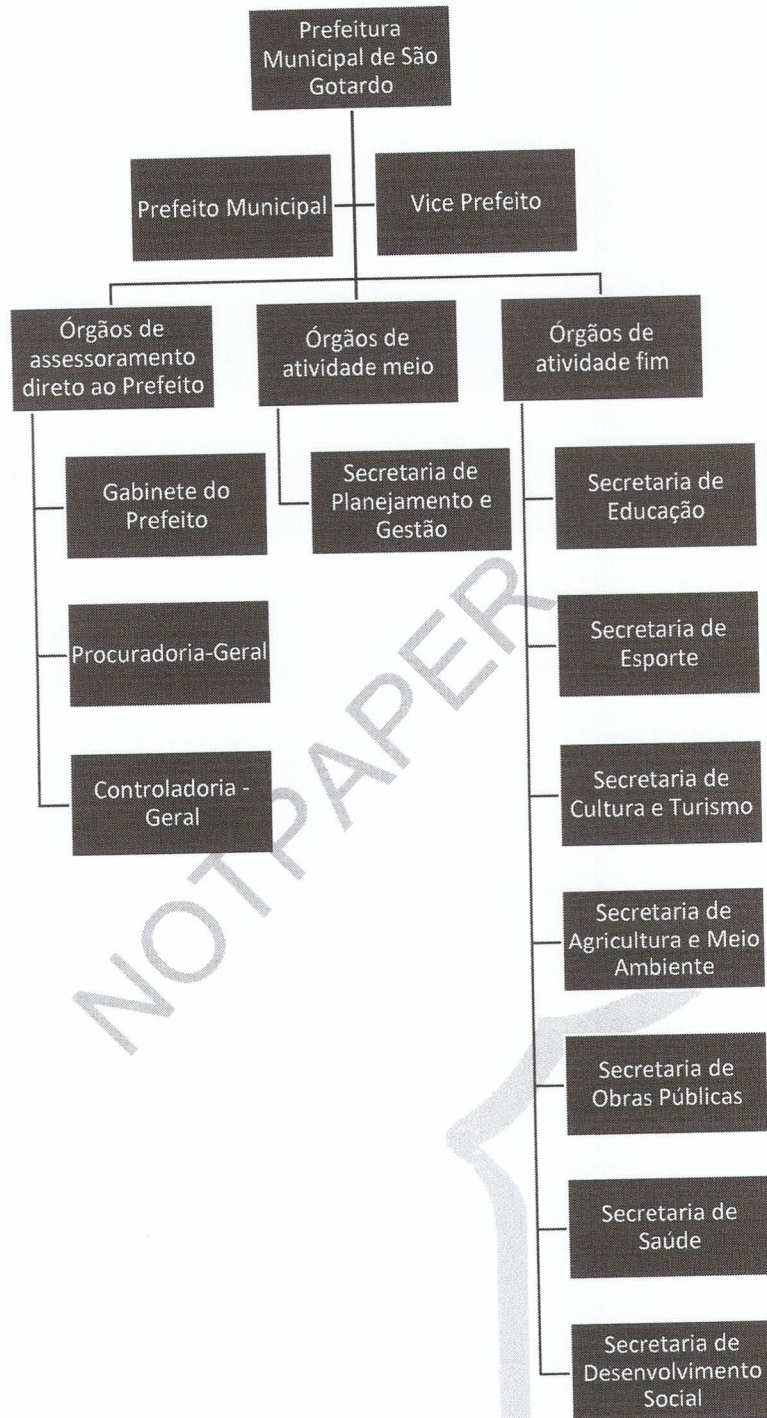 Prefeitura
Municipal de São
Gotardo
Prefeito Municipal
Vice Prefeito
Órgãos de
assessoramento
direto ao Prefeito
Órgãos de
atividade meio
Órgãos de
atividade fim
Gabinete do
Prefeito
Procuradoria-Geral
Controladoria -
Geral
Secretaria de
Planejamento e
Gestão
Secretaria de
Educação
Secretaria de
Esporte
Secretaria de
Cultura e Turismo
Secretaria de
Agricultura e Meio
Ambiente
Secretaria de
Obras Públicas
Secretaria de
Saúde
Secretaria de
Desenvolvimento
Social
NOTPAPER